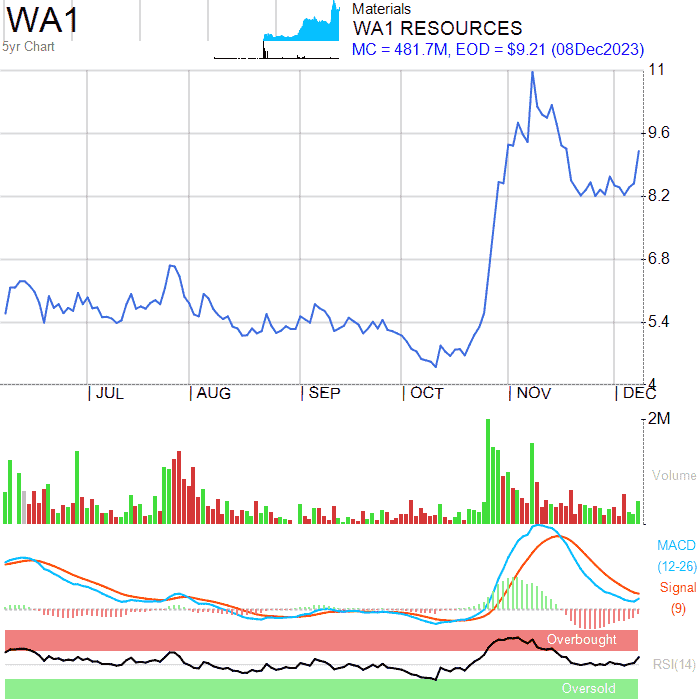 WA1
5yr Chart
Materials
WA1 RESOURCES
MC = 481.7M, EOD = $9.21 (08Dec2023)
11
9.6
8.2
6.8
5.4
4
JUL AUG SEP OCT NOV DEC
2M
Volume
MACD
(12-26)
Signal
(9)
Overbought
RSI(14)
Oversold